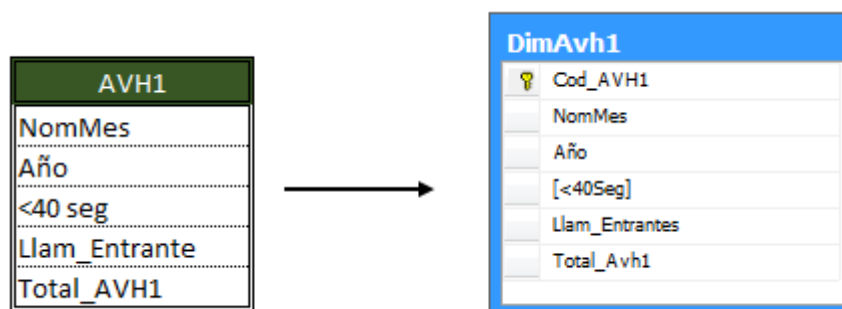 AVH1
NomMes
Año
<40 seg
Llam_Entrante
Total_AVH1
DimAvh1
Cod_AVH1
NomMes
Año
[<40Seg]
Llam_Entrantes
Total_Avh1